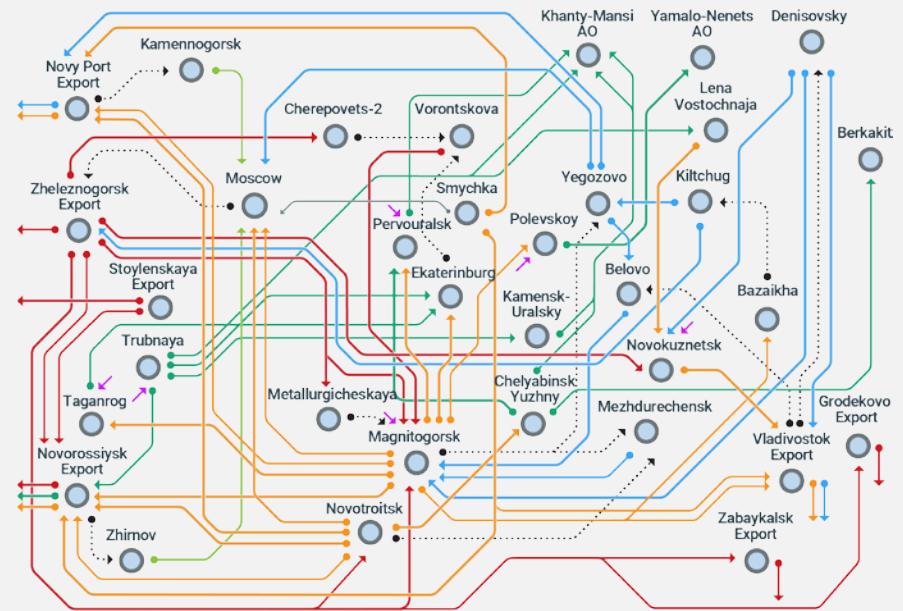 Khanty-Mansi
AO
Yamalo-Nenets
AO
Denisovsky
Kamennogorsk
Novy Port
Export
Lena
Vostochnaja
Cherepovets-2
Vorontskova
Berkakit
Zheleznogorsk
Export
Moscow
Smychka
Yegozovo
Kiltchug
Pervouralsk
Polevskoy
Stoylenskaya
Export
Ekaterinburg
Belovo
Bazaikha
Kamensk-
Uralsky
Trubnaya
Novokuznetsk
Taganrog
Metallurgicheskaya
Chelyabinsk
Yuzhny
Mezhdurechensk
Grodekovo
Export
Magnitogorsk
Vladivostok
Export
Novorossiysk
Export
Novotroitsk
Zabaykalsk
Export
Zhirnov